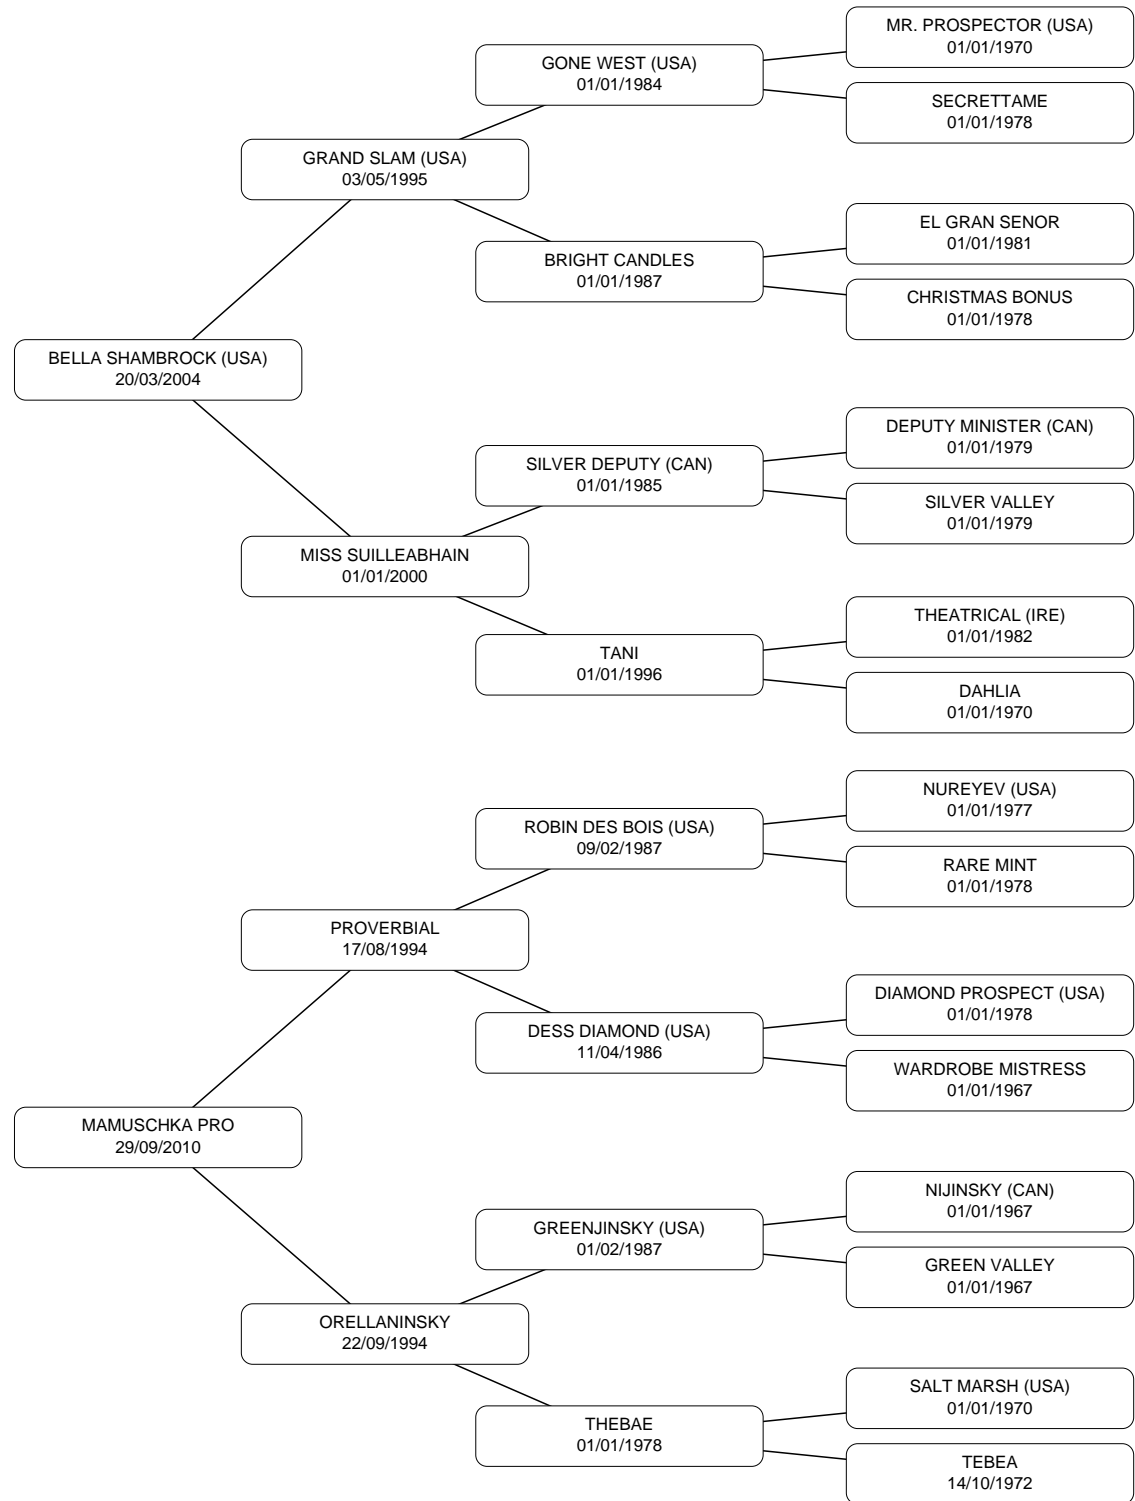 MR. PROSPECTOR (USA)
01/01/1970
GONE WEST (USA)
01/01/1984
SECRETTAME
01/01/1978
GRAND SLAM (USA)
03/05/1995
EL GRAN SENOR
01/01/1981
BRIGHT CANDLES
01/01/1987
CHRISTMAS BONUS
01/01/1978
BELLA SHAMBROCK (USA)
20/03/2004
DEPUTY MINISTER (CAN)
01/01/1979
SILVER DEPUTY (CAN)
01/01/1985
SILVER VALLEY
01/01/1979
MISS SUILLEABHAIN
01/01/2000
THEATRICAL (IRE)
01/01/1982
TANI
01/01/1996
DAHLIA
01/01/1970
NUREYEV (USA)
01/01/1977
ROBIN DES BOIS (USA)
09/02/1987
RARE MINT
01/01/1978
PROVERBIAL
17/08/1994
DIAMOND PROSPECT (USA)
01/01/1978
DESS DIAMOND (USA)
11/04/1986
WARDROBE MISTRESS
01/01/1967
MAMUSCHKA PRO
29/09/2010
NIJINSKY (CAN)
01/01/1967
GREENJINSKY (USA)
01/02/1987
GREEN VALLEY
01/01/1967
ORELLANINSKY
22/09/1994
SALT MARSH (USA)
01/01/1970
THEBAE
01/01/1978
TEBEA
14/10/1972